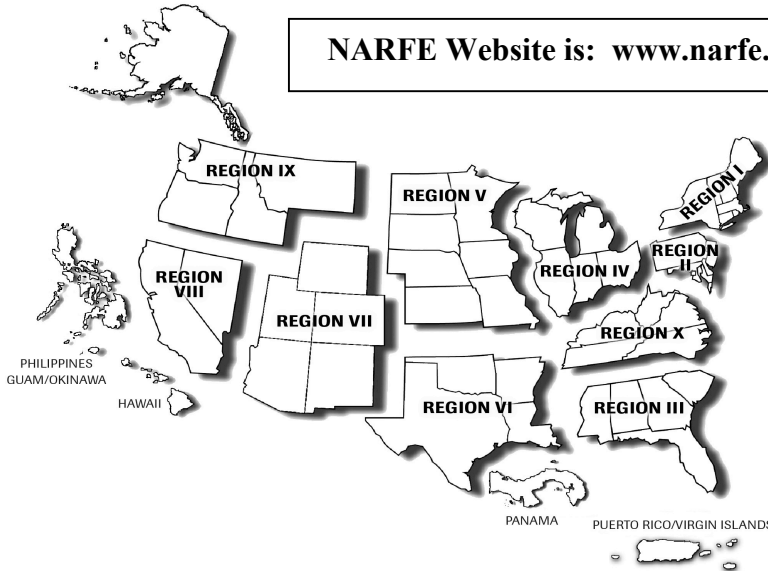 NARFE Website is: www.narfe.
REGION IX
REGION V
REGION I
REGION
II
REGION IV
REGION
VIII
REGION VII
REGION X
PHILIPPINES
GUAM/OKINAWA
HAWAII
REGION VI
REGION III
PANAMA
PUERTO RICO/VIRGIN ISLANDS